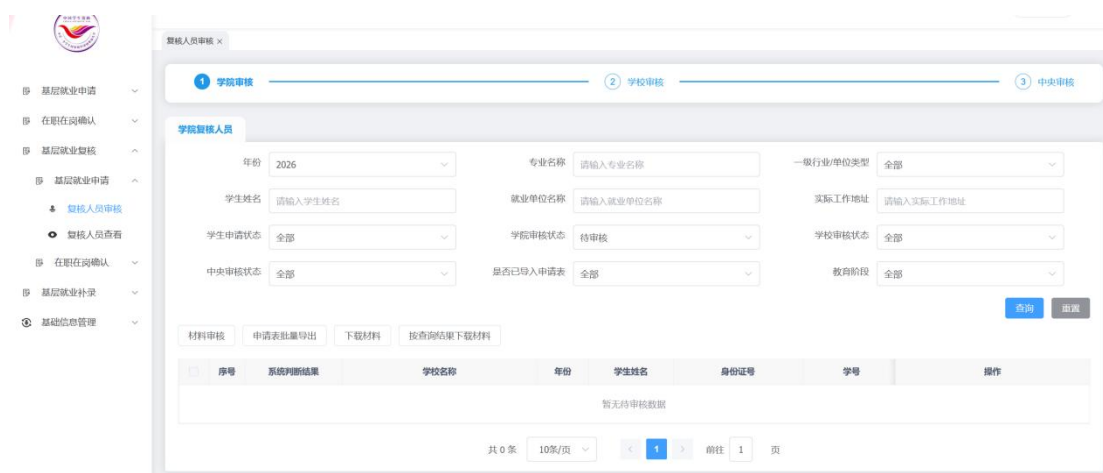 复核人员审核 ×
1 学院审核 2 学校审核 3 中央审核
基层就业申请
在职在岗确认
基层就业复核
基层就业申请
复核人员审核
复核人员查看
在职在岗确认
基层就业补录
基础信息管理
学院复核人员
年份 2026 专业名称 请输入专业名称 一级行业/单位类型 全部
学生姓名 请输入学生姓名 就业单位名称 请输入就业单位名称 实际工作地址 请输入实际工作地址
学生申请状态 全部 学院审核状态 待审核 学校审核状态 全部
中央审核状态 全部 是否已导入申请表 全部 教育阶段 全部
查询 重置
材料审核 申请表批量导出 下载材料 按查询结果下载材料
序号 系统判断结果 学校名称 年份 学生姓名 身份证号 学号 操作
暂无待审核数据
共 0 条 10条/页 1 前往 1 页